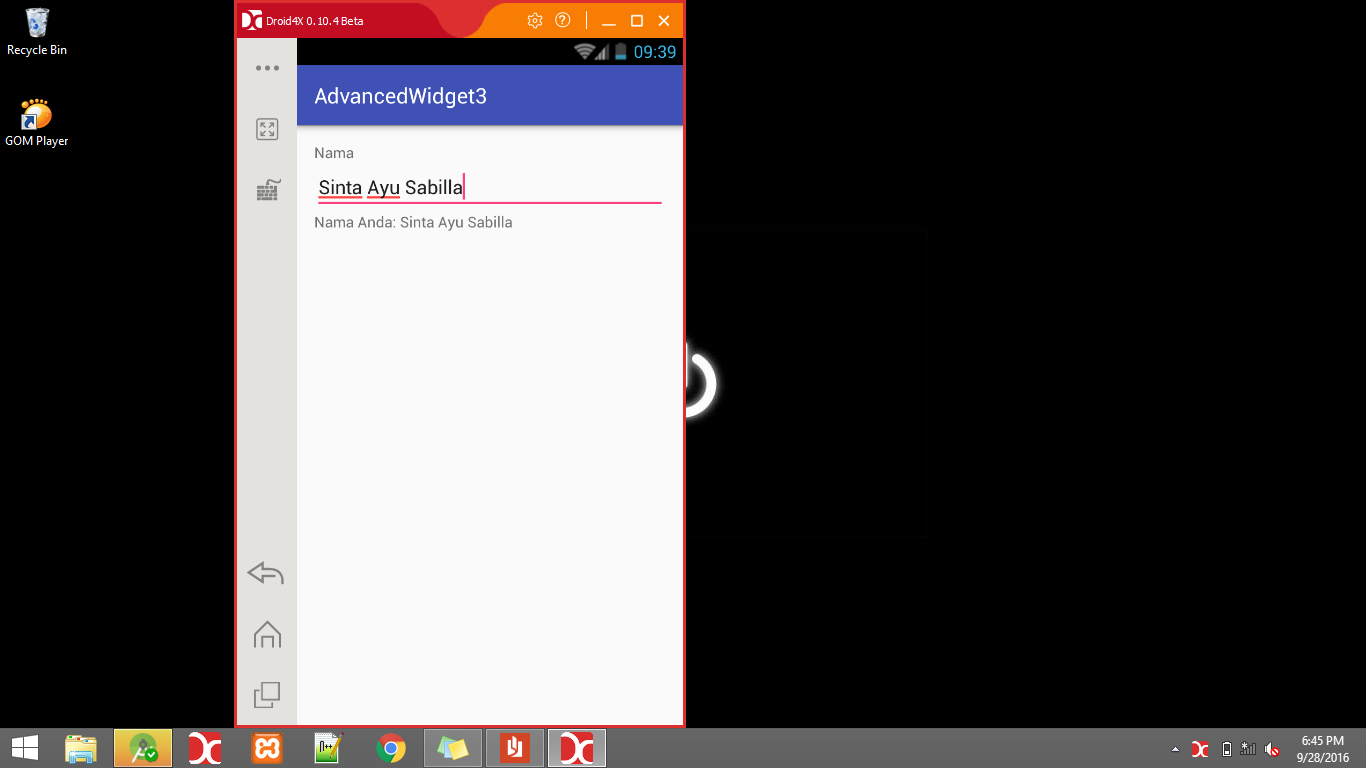 Recycle Bin
GOM Player
Droid4X 0.10.4 Beta
09:39
AdvancedWidget3
Nama
Sinta Ayu Sabilla
Nama Anda: Sinta Ayu Sabilla
6:45 PM
9/28/2016